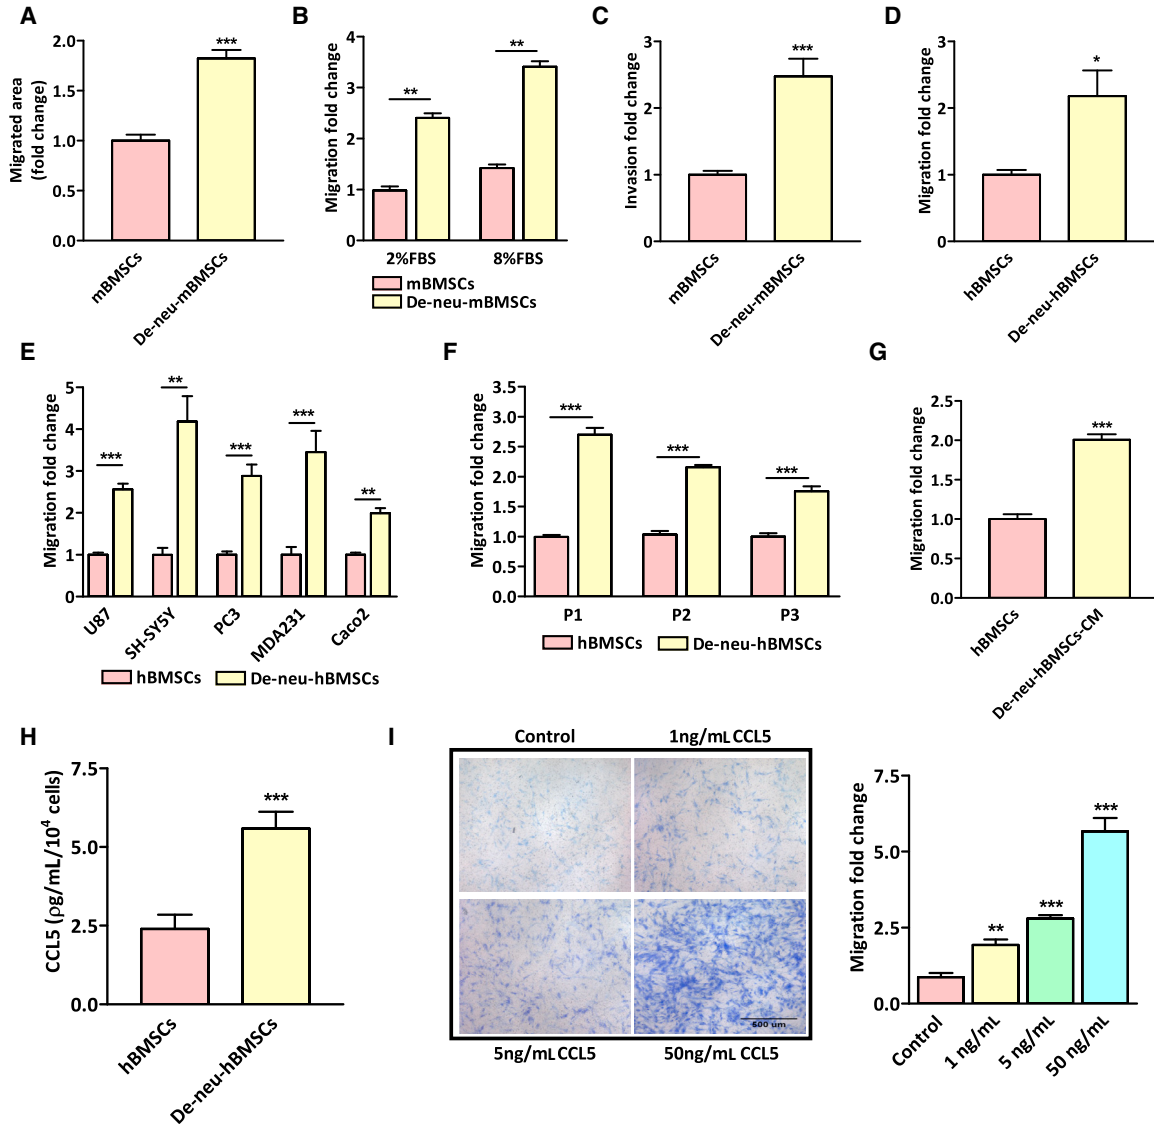 A
Migrated area
(fold change)
2.0
1.5
1.0
0.5
0.0
***
mBMSCs
De-neu-mBMSCs
B
Migration fold change
4
3
2
1
0
**
**
2%FBS
8%FBS
mBMSCs
De-neu-mBMSCs
C
Invasion fold change
3
2
1
0
***
mBMSCs
De-neu-mBMSCs
D
Migration fold change
3
2
1
0
*
hBMSCs
De-neu-hBMSCs
E
Migration fold change
5
4
3
2
1
0
***
**
***
***
**
U87
SH-SY5Y
PC3
MDA231
Caco2
hBMSCs
De-neu-hBMSCs
F
Migration fold change
3.5
3.0
2.5
2.0
1.5
1.0
0.5
0.0
***
***
***
P1
P2
P3
hBMSCs
De-neu-hBMSCs
G
Migration fold change
2.5
2.0
1.5
1.0
0.5
0.0
***
hBMSCs
De-neu-hBMSCs-CM
H
CCL5 (ρg/mL/10⁴ cells)
7.5
5.0
2.5
0.0
***
hBMSCs
De-neu-hBMSCs
I
Control
1ng/mL CCL5
500 um
5ng/mL CCL5
50ng/mL CCL5
Migration fold change
7.5
5.0
2.5
0.0
**
***
***
Control
1 ng/mL
5 ng/mL
50 ng/mL